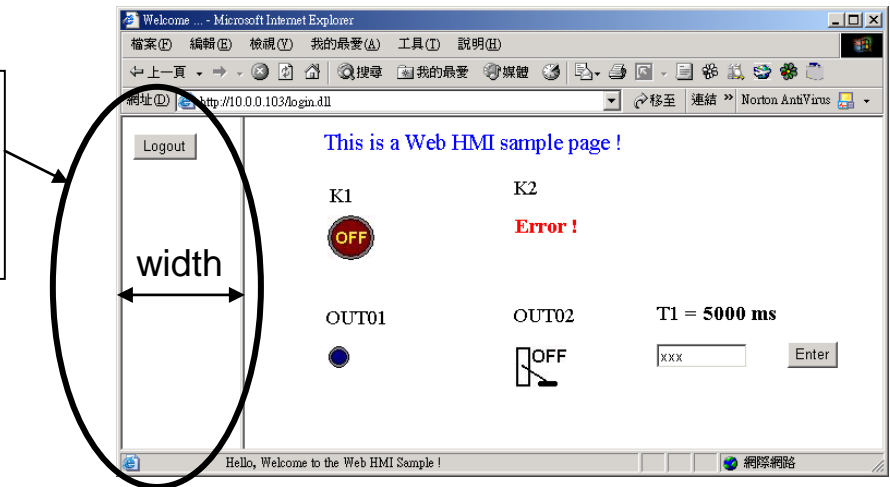 Welcome ... - Microsoft Internet Explorer
檔案(F) 編輯(E) 檢視(V) 我的最愛(A) 工具(T) 說明(H)
上一頁 搜尋 我的最愛 媒體
網址(D) http://10.0.0.103/login.dll 移至 連結 » Norton AntiVirus
Logout
This is a Web HMI sample page !
K1
K2
OFF
Error !
width
OUT01
OUT02
T1 = 5000 ms
OFF
xxx
Enter
Hello, Welcome to the Web HMI Sample !
網際網路